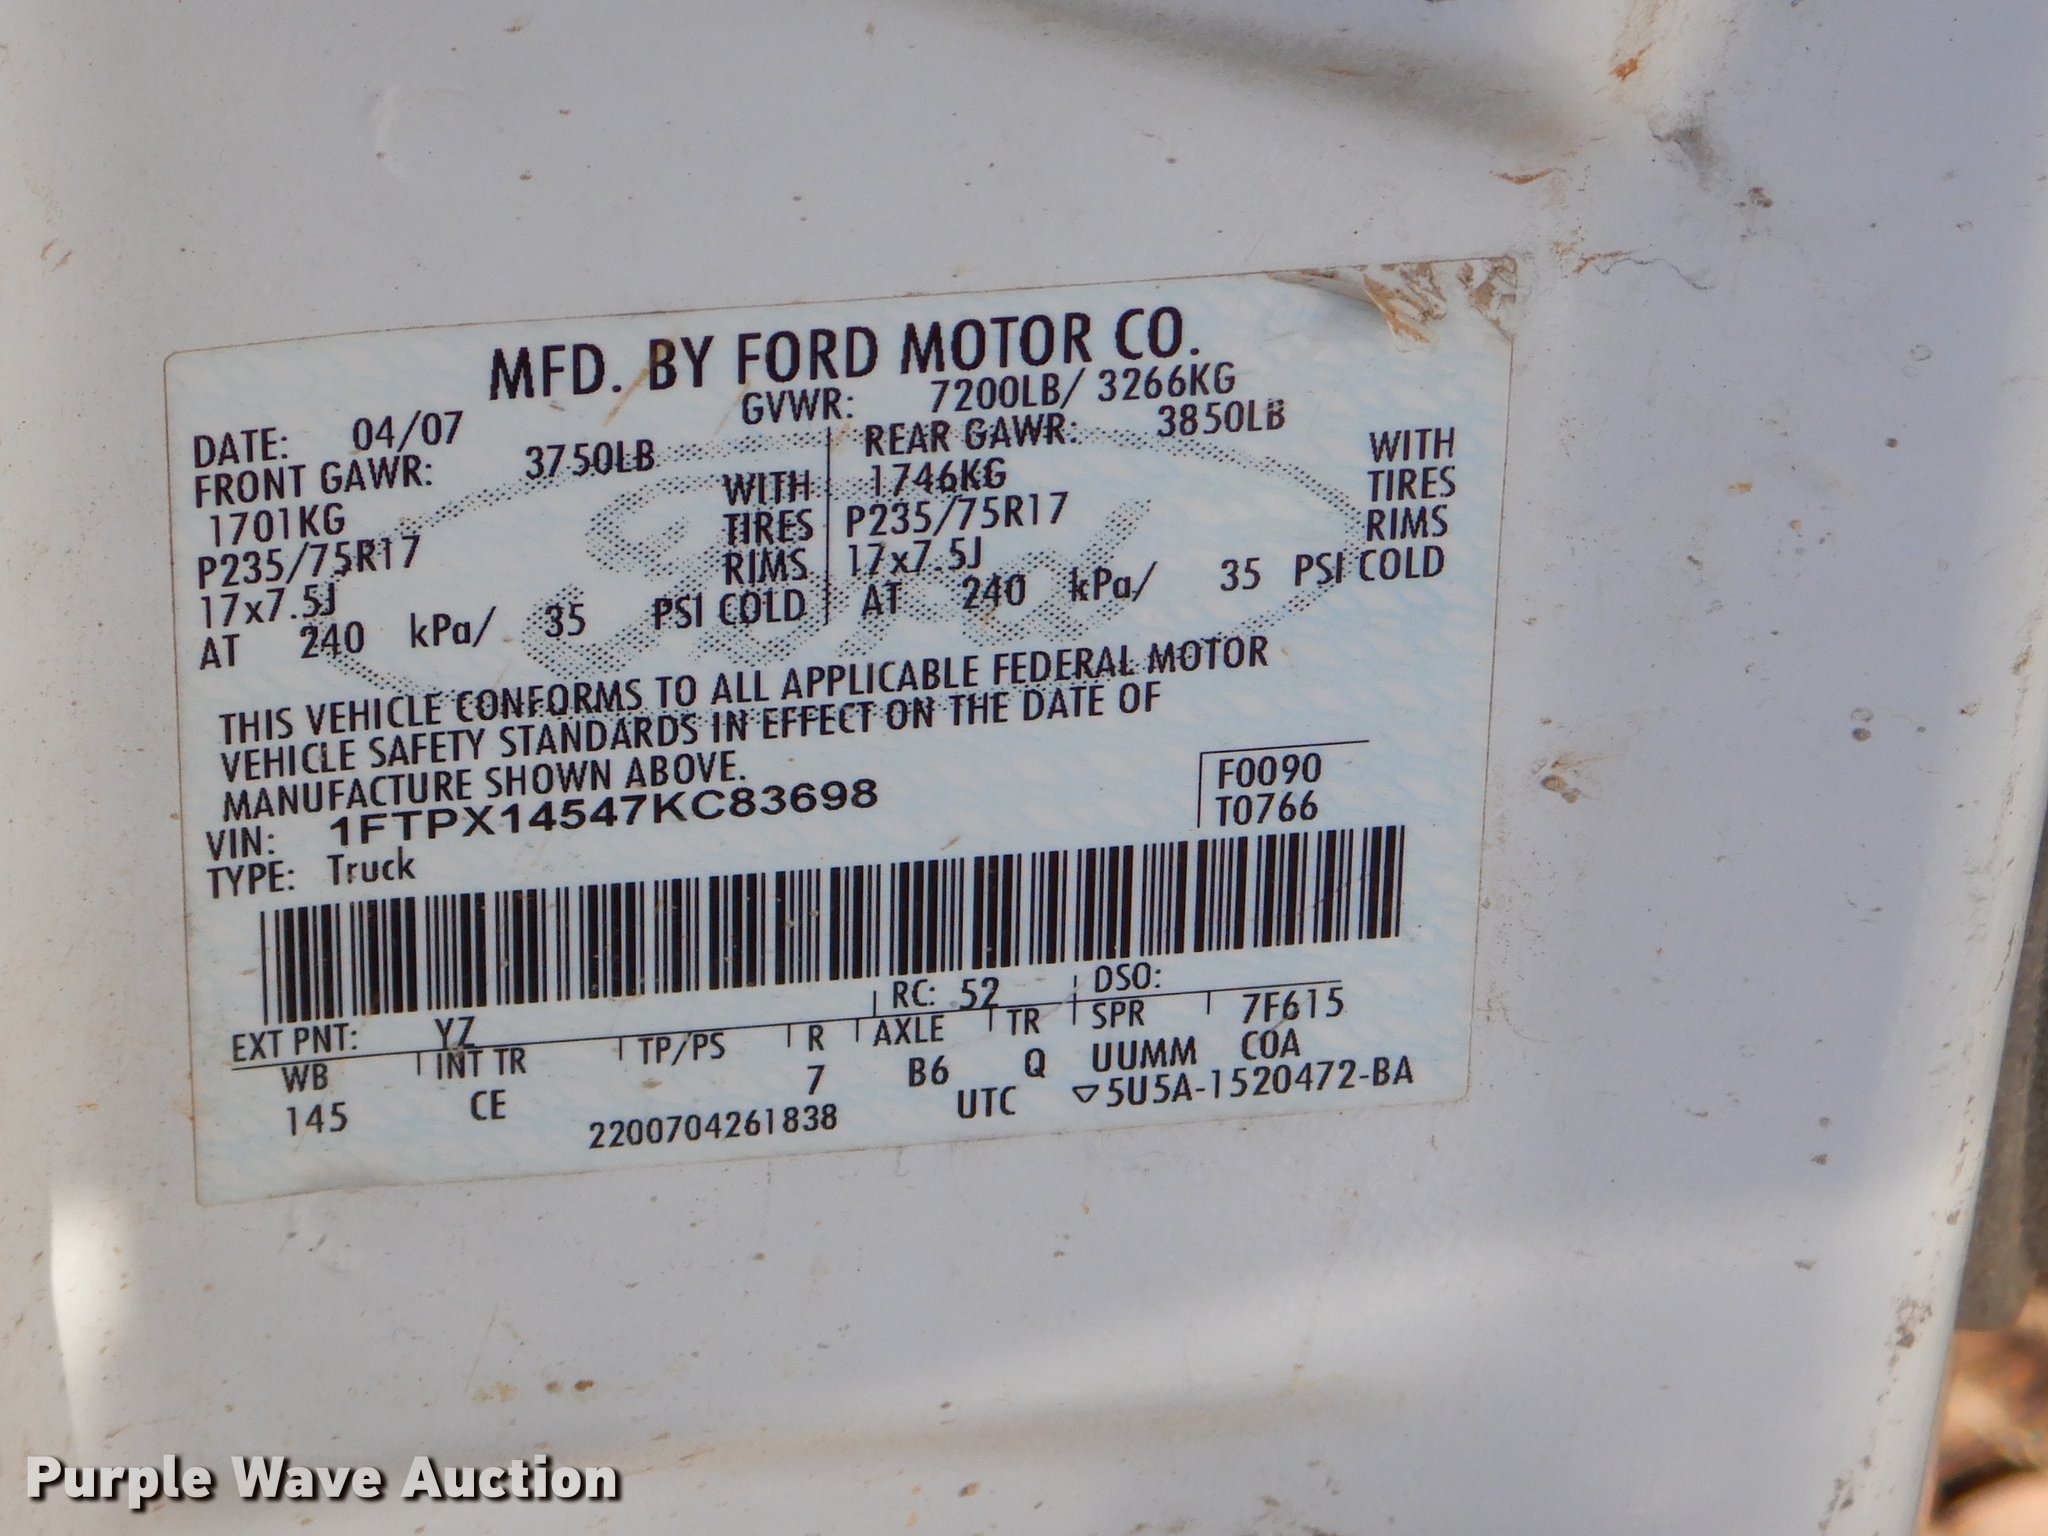 MFD. BY FORD MOTOR CO.
DATE: 04/07 GVWR: 7200LB/ 3266KG
FRONT GAWR: 3750LB REAR GAWR: 3850LB
1701KG WITH 1746KG WITH
P235/75R17 TIRES P235/75R17 TIRES
17x7.5J RIMS 17x7.5J RIMS
AT 240 kPa/ 35 PSI COLD AT 240 kPa/ 35 PSI COLD
THIS VEHICLE CONFORMS TO ALL APPLICABLE FEDERAL MOTOR
VEHICLE SAFETY STANDARDS IN EFFECT ON THE DATE OF
MANUFACTURE SHOWN ABOVE.
VIN: 1FTPX14547KC83698
F0090
T0766
TYPE: Truck
EXT PNT: YZ RC: 52 DSO:
WB INT TR TP/PS R AXLE TR SPR 7F615
145 CE 7 B6 Q UUMM COA
2200704261838 UTC ▽5U5A-1520472-BA
Ford
Purple Wave Auction